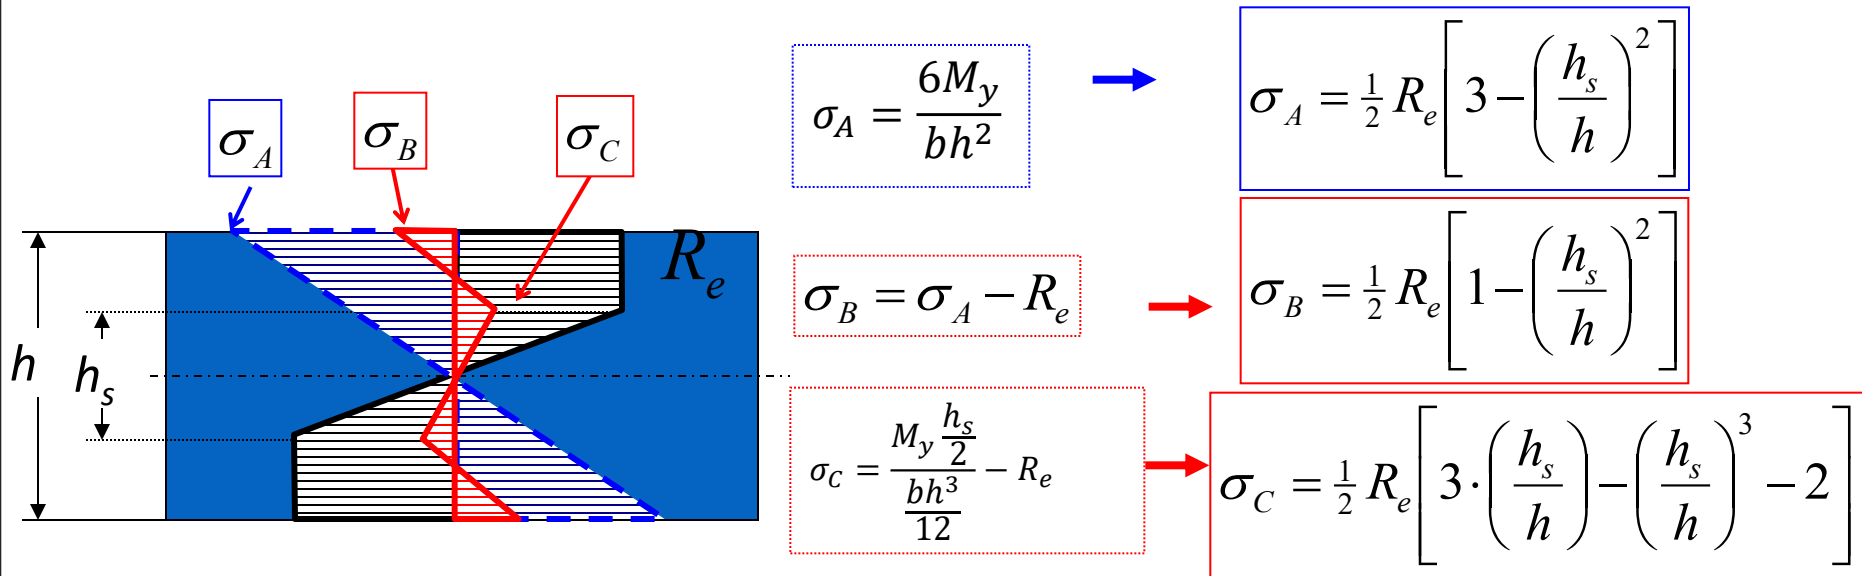 σ_A
σ_B
σ_C
R_e
h
h_s
σ_A = 6M_y / bh²
σ_A = ½ R_e [3 − (h_s / h)²]
σ_B = σ_A − R_e
σ_B = ½ R_e [1 − (h_s / h)²]
σ_C = (M_y (h_s / 2)) / (bh³ / 12) − R_e
σ_C = ½ R_e [3 · (h_s / h) − (h_s / h)³ − 2]